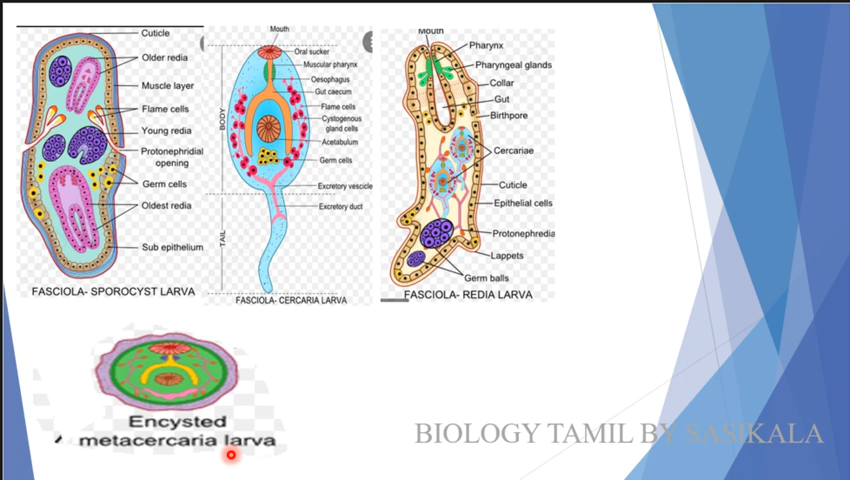 Cuticle
Older redia
Muscle layer
Flame cells
Young redia
Protonephridial
opening
Germ cells
Oldest redia
Sub epithelium
FASCIOLA- SPOROCYST LARVA
Mouth
Oral sucker
Muscular pharynx
Oesophagus
Gut caecum
Flame cells
Cystogenous
gland cells
Acetabulum
Germ cells
Excretory vescicle
Excretory duct
BODY
TAIL
FASCIOLA- CERCARIA LARVA
Mouth
Pharynx
Pharyngeal glands
Collar
Gut
Birthpore
Cercariae
Cuticle
Epithelial cells
Protonephredia
Lappets
Germ balls
FASCIOLA- REDIA LARVA
Encysted
metacercaria larva
BIOLOGY TAMIL BY SASIKALA